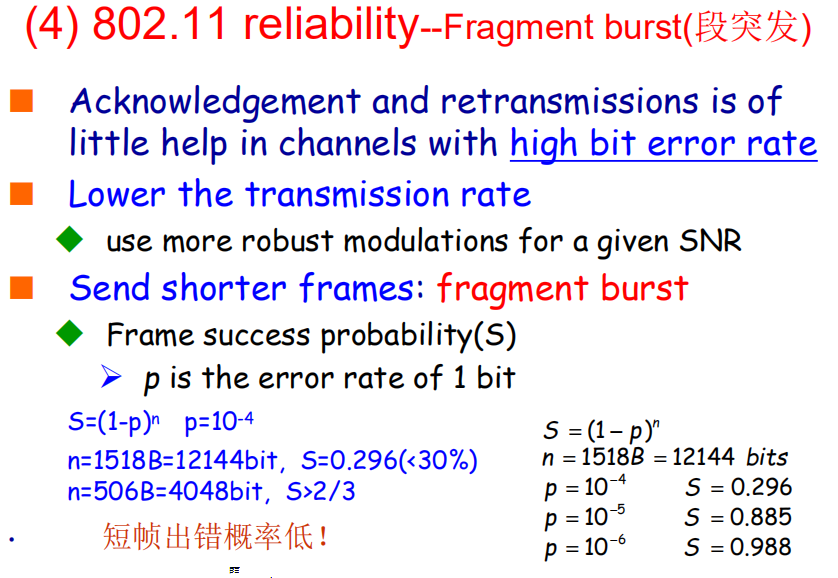 (4) 802.11 reliability--Fragment burst(段突发)
Acknowledgement and retransmissions is of
little help in channels with high bit error rate
Lower the transmission rate
use more robust modulations for a given SNR
Send shorter frames: fragment burst
Frame success probability(S)
p is the error rate of 1 bit
S=(1-p)ⁿ p=10⁻⁴
n=1518B=12144bit, S=0.296(<30%)
n=506B=4048bit, S>2/3
短帧出错概率低!
S = (1 – p)ⁿ
n = 1518B = 12144 bits
p = 10⁻⁴ S = 0.296
p = 10⁻⁵ S = 0.885
p = 10⁻⁶ S = 0.988